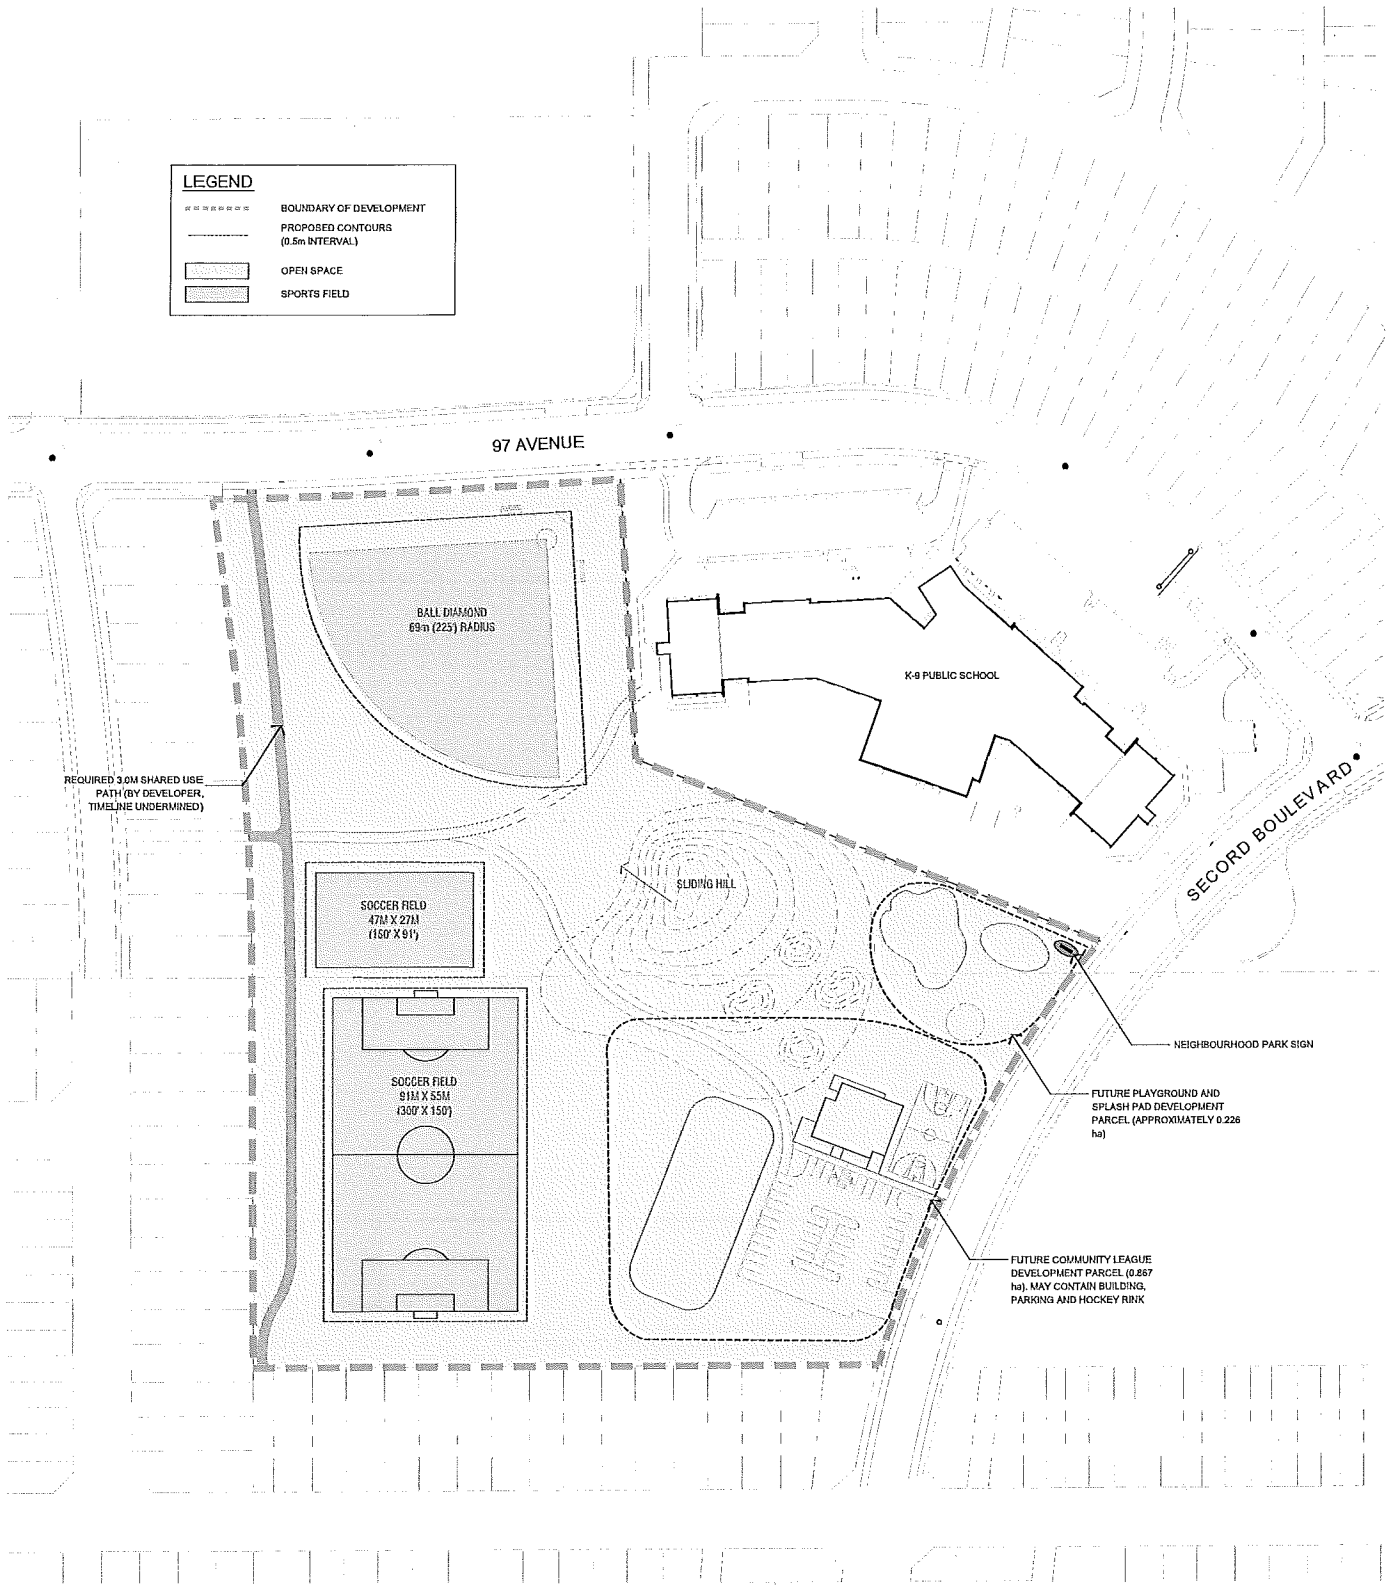 LEGEND
BOUNDARY OF DEVELOPMENT
PROPOSED CONTOURS
(0.5m INTERVAL)
OPEN SPACE
SPORTS FIELD
97 AVENUE
BALL DIAMOND
69m (225') RADIUS
K-9 PUBLIC SCHOOL
REQUIRED 3.0M SHARED USE
PATH (BY DEVELOPER,
TIMELINE UNDERMINED)
SECORD BOULEVARD
SLIDING HILL
SOCCER FIELD
47M X 27M
(150' X 91')
NEIGHBOURHOOD PARK SIGN
SOCCER FIELD
91M X 55M
(300' X 150')
FUTURE PLAYGROUND AND
SPLASH PAD DEVELOPMENT
PARCEL (APPROXIMATELY 0.226
ha)
FUTURE COMMUNITY LEAGUE
DEVELOPMENT PARCEL (0.867
ha). MAY CONTAIN BUILDING,
PARKING AND HOCKEY RINK